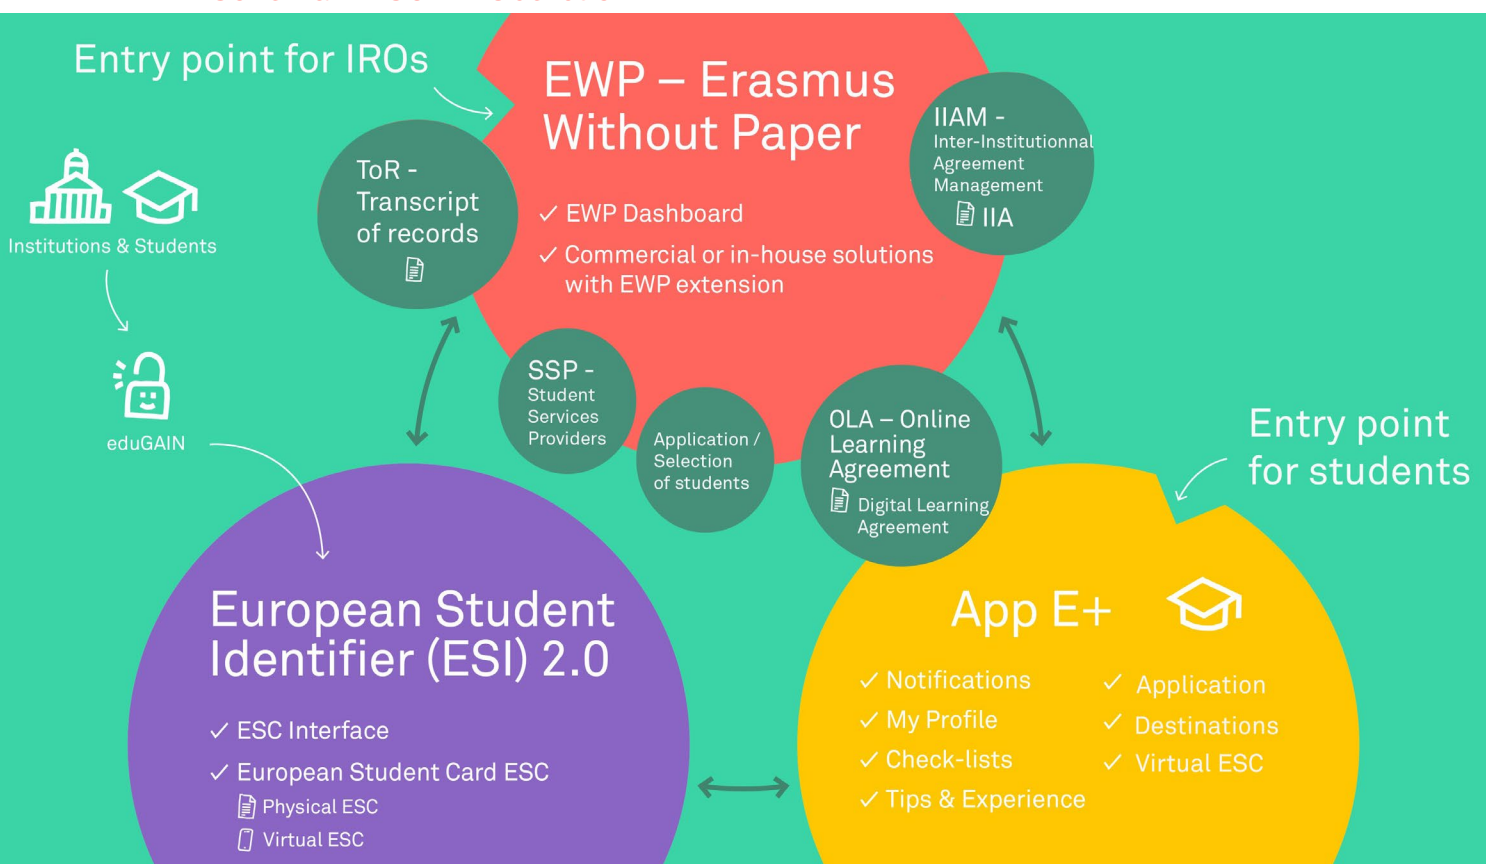 Entry point for IROs
EWP – Erasmus
Without Paper
✓ EWP Dashboard
✓ Commercial or in-house solutions
with EWP extension
IIAM -
Inter-Institutionnal
Agreement
Management
IIA
ToR -
Transcript
of records
Institutions & Students
eduGAIN
SSP -
Student
Services
Providers
Application /
Selection
of students
OLA – Online
Learning
Agreement
Digital Learning
Agreement
Entry point
for students
European Student
Identifier (ESI) 2.0
✓ ESC Interface
✓ European Student Card ESC
Physical ESC
Virtual ESC
App E+
✓ Notifications
✓ My Profile
✓ Check-lists
✓ Tips & Experience
✓ Application
✓ Destinations
✓ Virtual ESC